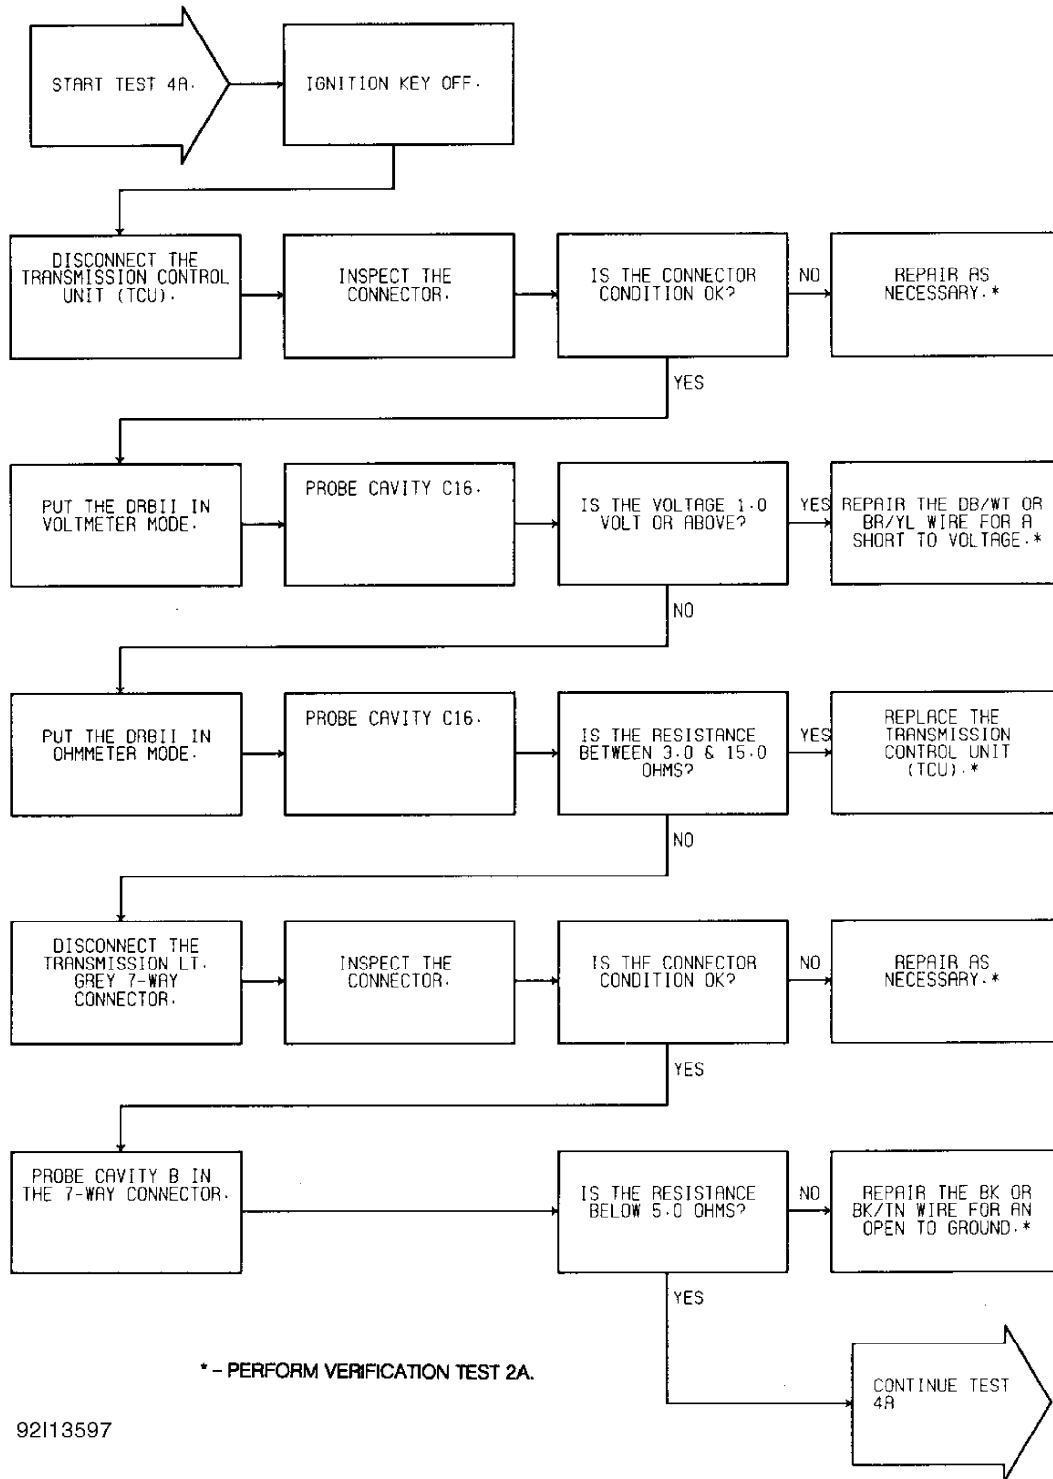 START TEST 4A.
IGNITION KEY OFF.
DISCONNECT THE
TRANSMISSION CONTROL
UNIT (TCU).
INSPECT THE
CONNECTOR.
IS THE CONNECTOR
CONDITION OK?
NO
REPAIR AS
NECESSARY.*
YES
PUT THE DRBII IN
VOLTMETER MODE.
PROBE CAVITY C16.
IS THE VOLTAGE 1.0
VOLT OR ABOVE?
YES
REPAIR THE DB/WT OR
BR/YL WIRE FOR A
SHORT TO VOLTAGE.*
NO
PUT THE DRBII IN
OHMMETER MODE.
PROBE CAVITY C16.
IS THE RESISTANCE
BETWEEN 3.0 & 15.0
OHMS?
YES
REPLACE THE
TRANSMISSION
CONTROL UNIT
(TCU).*
NO
DISCONNECT THE
TRANSMISSION LT.
GREY 7-WAY
CONNECTOR.
INSPECT THE
CONNECTOR.
IS THE CONNECTOR
CONDITION OK?
NO
REPAIR AS
NECESSARY.*
YES
PROBE CAVITY B IN
THE 7-WAY CONNECTOR.
IS THE RESISTANCE
BELOW 5.0 OHMS?
NO
REPAIR THE BK OR
BK/TN WIRE FOR AN
OPEN TO GROUND.*
YES
* - PERFORM VERIFICATION TEST 2A.
CONTINUE TEST
4A
92I13597